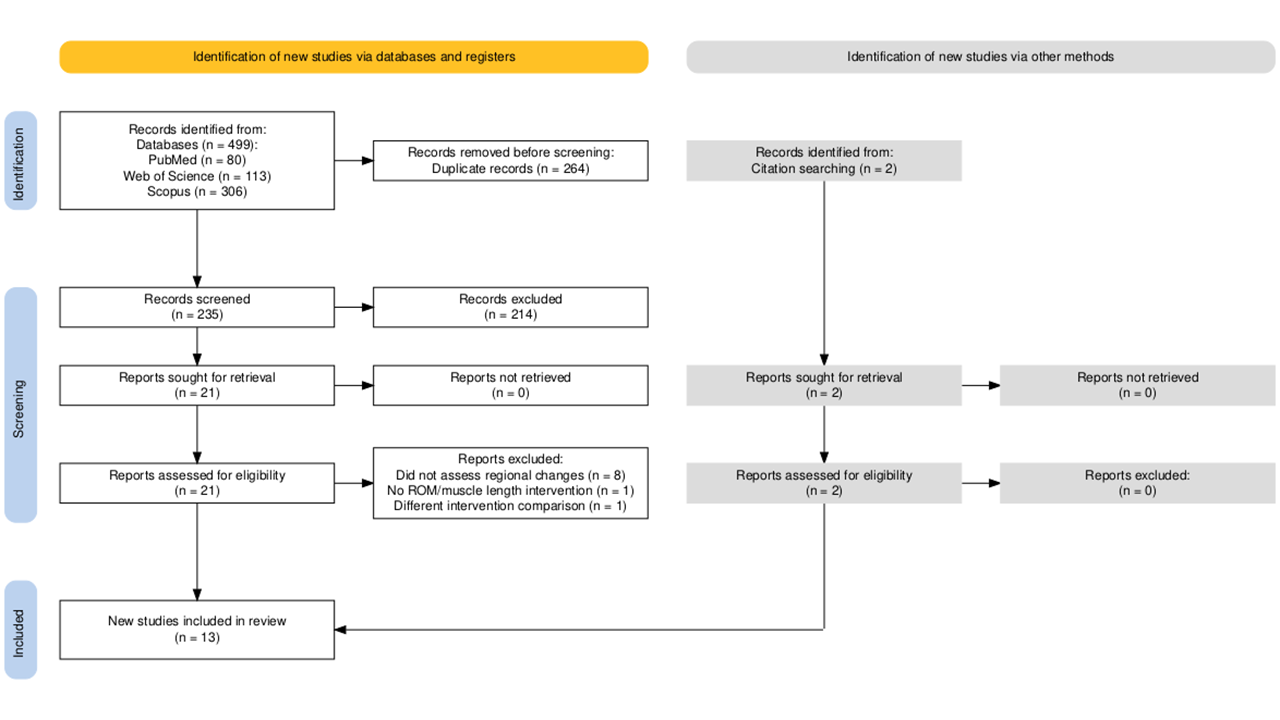 Identification of new studies via databases and registers
Identification of new studies via other methods
Identification
Records identified from:
Databases (n = 499):
PubMed (n = 80)
Web of Science (n = 113)
Scopus (n = 306)
Records removed before screening:
Duplicate records (n = 264)
Records identified from:
Citation searching (n = 2)
Screening
Records screened
(n = 235)
Records excluded
(n = 214)
Reports sought for retrieval
(n = 21)
Reports not retrieved
(n = 0)
Reports sought for retrieval
(n = 2)
Reports not retrieved
(n = 0)
Reports assessed for eligibility
(n = 21)
Reports excluded:
Did not assess regional changes (n = 8)
No ROM/muscle length intervention (n = 1)
Different intervention comparison (n = 1)
Reports assessed for eligibility
(n = 2)
Reports excluded:
(n = 0)
Included
New studies included in review
(n = 13)